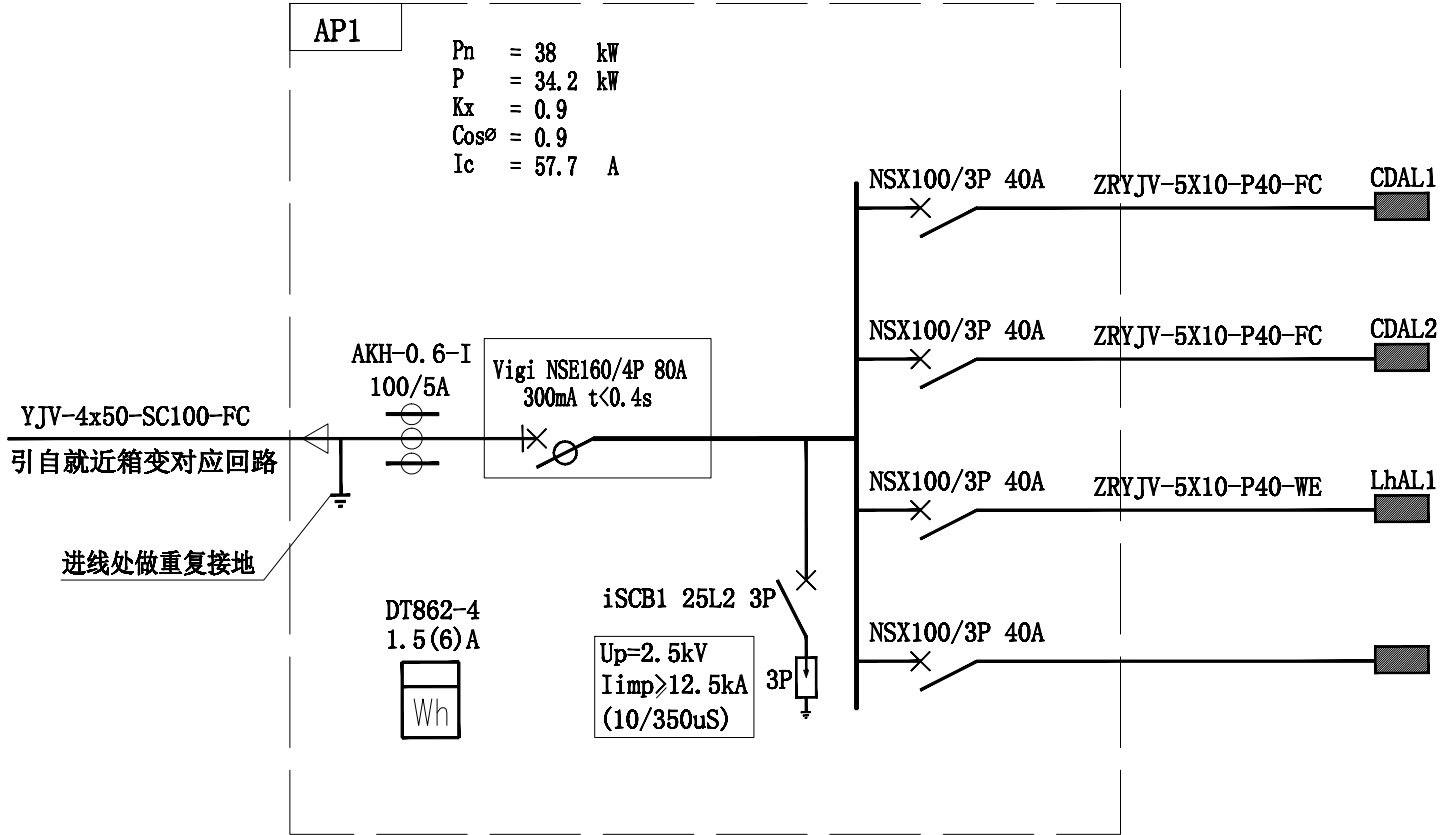 AP1
Pn = 38 kW
P = 34.2 kW
Kx = 0.9
Cosø = 0.9
Ic = 57.7 A
NSX100/3P 40A
ZRYJV-5X10-P40-FC
CDAL1
NSX100/3P 40A
ZRYJV-5X10-P40-FC
CDAL2
AKH-0.6-I
100/5A
Vigi NSE160/4P 80A
300mA t<0.4s
YJV-4x50-SC100-FC
引自就近箱变对应回路
NSX100/3P 40A
ZRYJV-5X10-P40-WE
LhAL1
进线处做重复接地
DT862-4
1.5(6)A
Wh
iSCB1 25L2 3P
Up=2.5kV
Iimp≥12.5kA
(10/350uS)
3P
NSX100/3P 40A